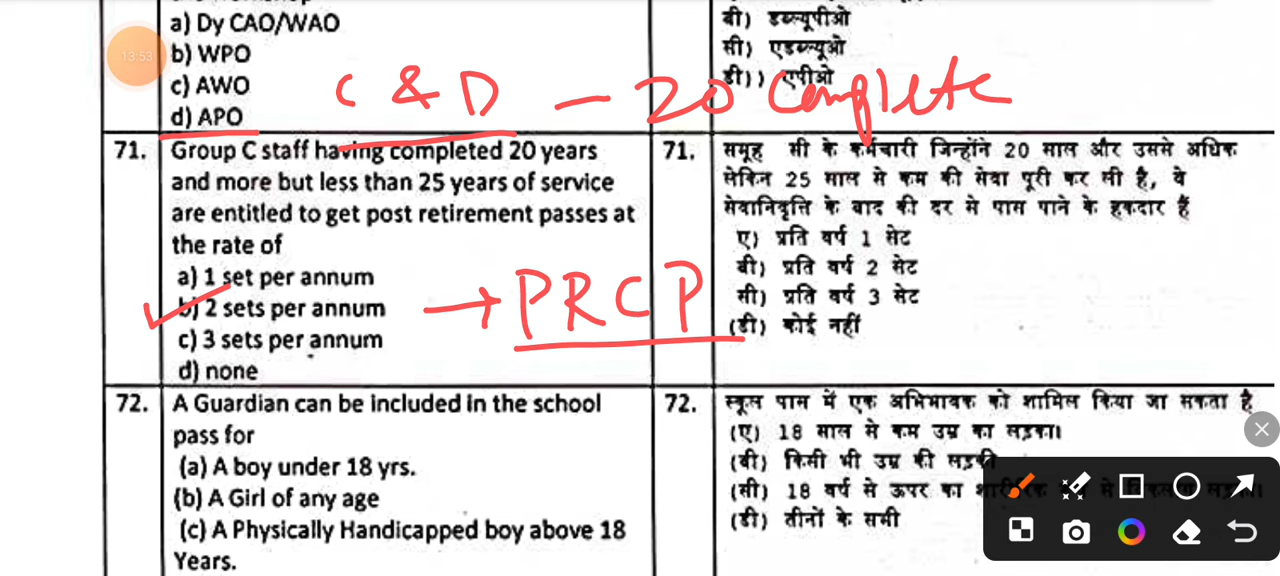 a) Dy CAO/WAO
b) WPO
c) AWO
d) APO
बी) डब्ल्यूपीओ
सी) एडब्ल्यूओ
डी)) एपीओ
13:53
C & D – 20 Complete
71. Group C staff having completed 20 years
and more but less than 25 years of service
are entitled to get post retirement passes at
the rate of
a) 1 set per annum
b) 2 sets per annum
c) 3 sets per annum
d) none
→ PRCP
71. समूह सी के कर्मचारी जिन्होंने 20 साल और उससे अधिक
लेकिन 25 साल से कम की सेवा पूरी कर ली है, वे
सेवानिवृत्ति के बाद की दर से पास पाने के हकदार हैं
ए) प्रति वर्ष 1 सेट
बी) प्रति वर्ष 2 सेट
सी) प्रति वर्ष 3 सेट
(डी) कोई नहीं
72. A Guardian can be included in the school
pass for
(a) A boy under 18 yrs.
(b) A Girl of any age
(c) A Physically Handicapped boy above 18
Years.
72. स्कूल पास में एक अभिभावक को शामिल किया जा सकता है
(ए) 18 साल से कम उम्र का लड़का।
(बी) किसी भी उम्र की लड़की
(सी) 18 वर्ष से ऊपर का
(डी) तीनों के सभी